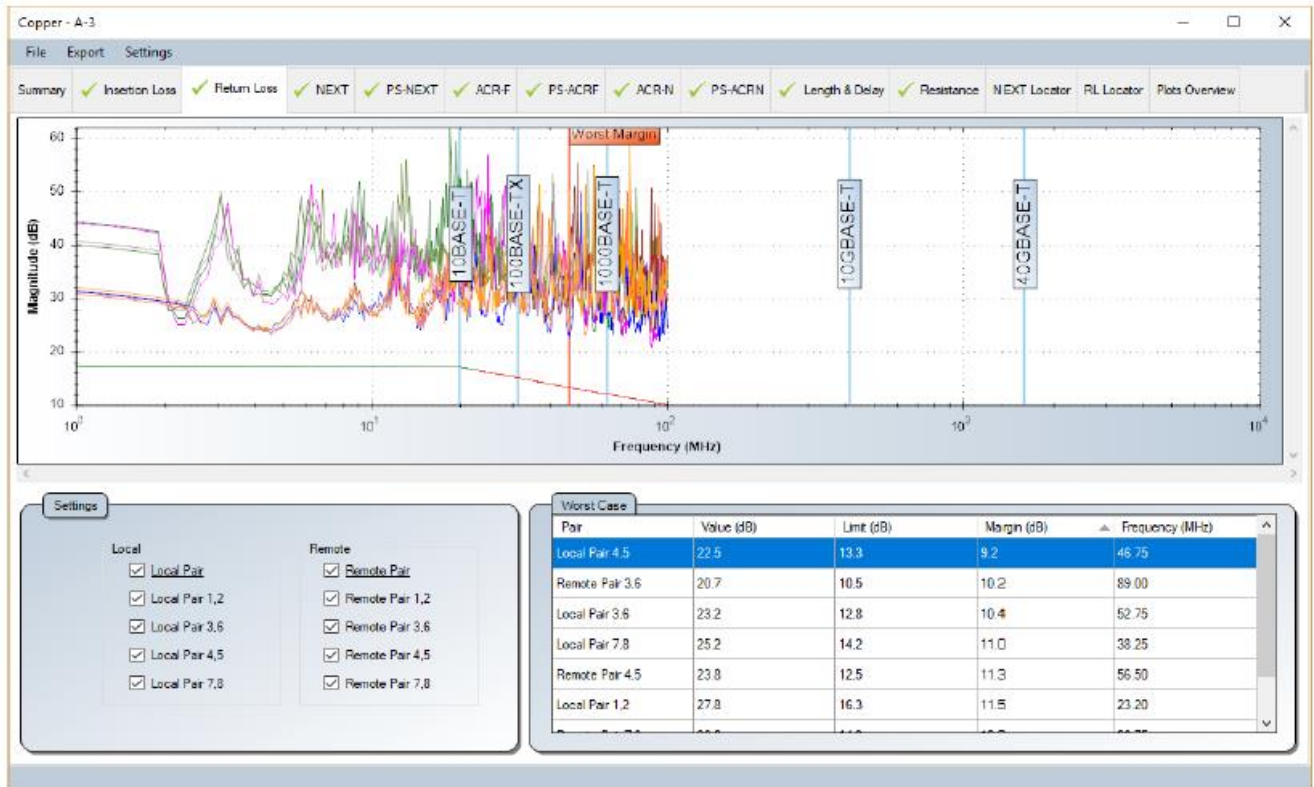 Copper - A-3
File Export Settings
Summary Insertion Loss Return Loss NEXT PS-NEXT ACR-F PS-ACRF ACR-N PS-ACRN Length & Delay Resistance NEXT Locator RL Locator Plots Overview
Worst Margin
60
50
40
30
20
10
Magnitude (dB)
10BASE-T
100BASE-TX
1000BASE-T
10GBASE-T
40GBASE-T
10⁰ 10¹ 10² 10³ 10⁴
Frequency (MHz)
Settings
Local Remote
Local Pair Remote Pair
Local Pair 1,2 Remote Pair 1,2
Local Pair 3,6 Remote Pair 3,6
Local Pair 4,5 Remote Pair 4,5
Local Pair 7,8 Remote Pair 7,8
Worst Case
Pair Value (dB) Limit (dB) Margin (dB) Frequency (MHz)
Local Pair 4,5 22.5 13.3 9.2 46.75
Remote Pair 3,6 20.7 10.5 10.2 89.00
Local Pair 3,6 23.2 12.8 10.4 52.75
Local Pair 7,8 25.2 14.2 11.0 38.25
Remote Pair 4,5 23.8 12.5 11.3 56.50
Local Pair 1,2 27.8 16.3 11.5 23.20